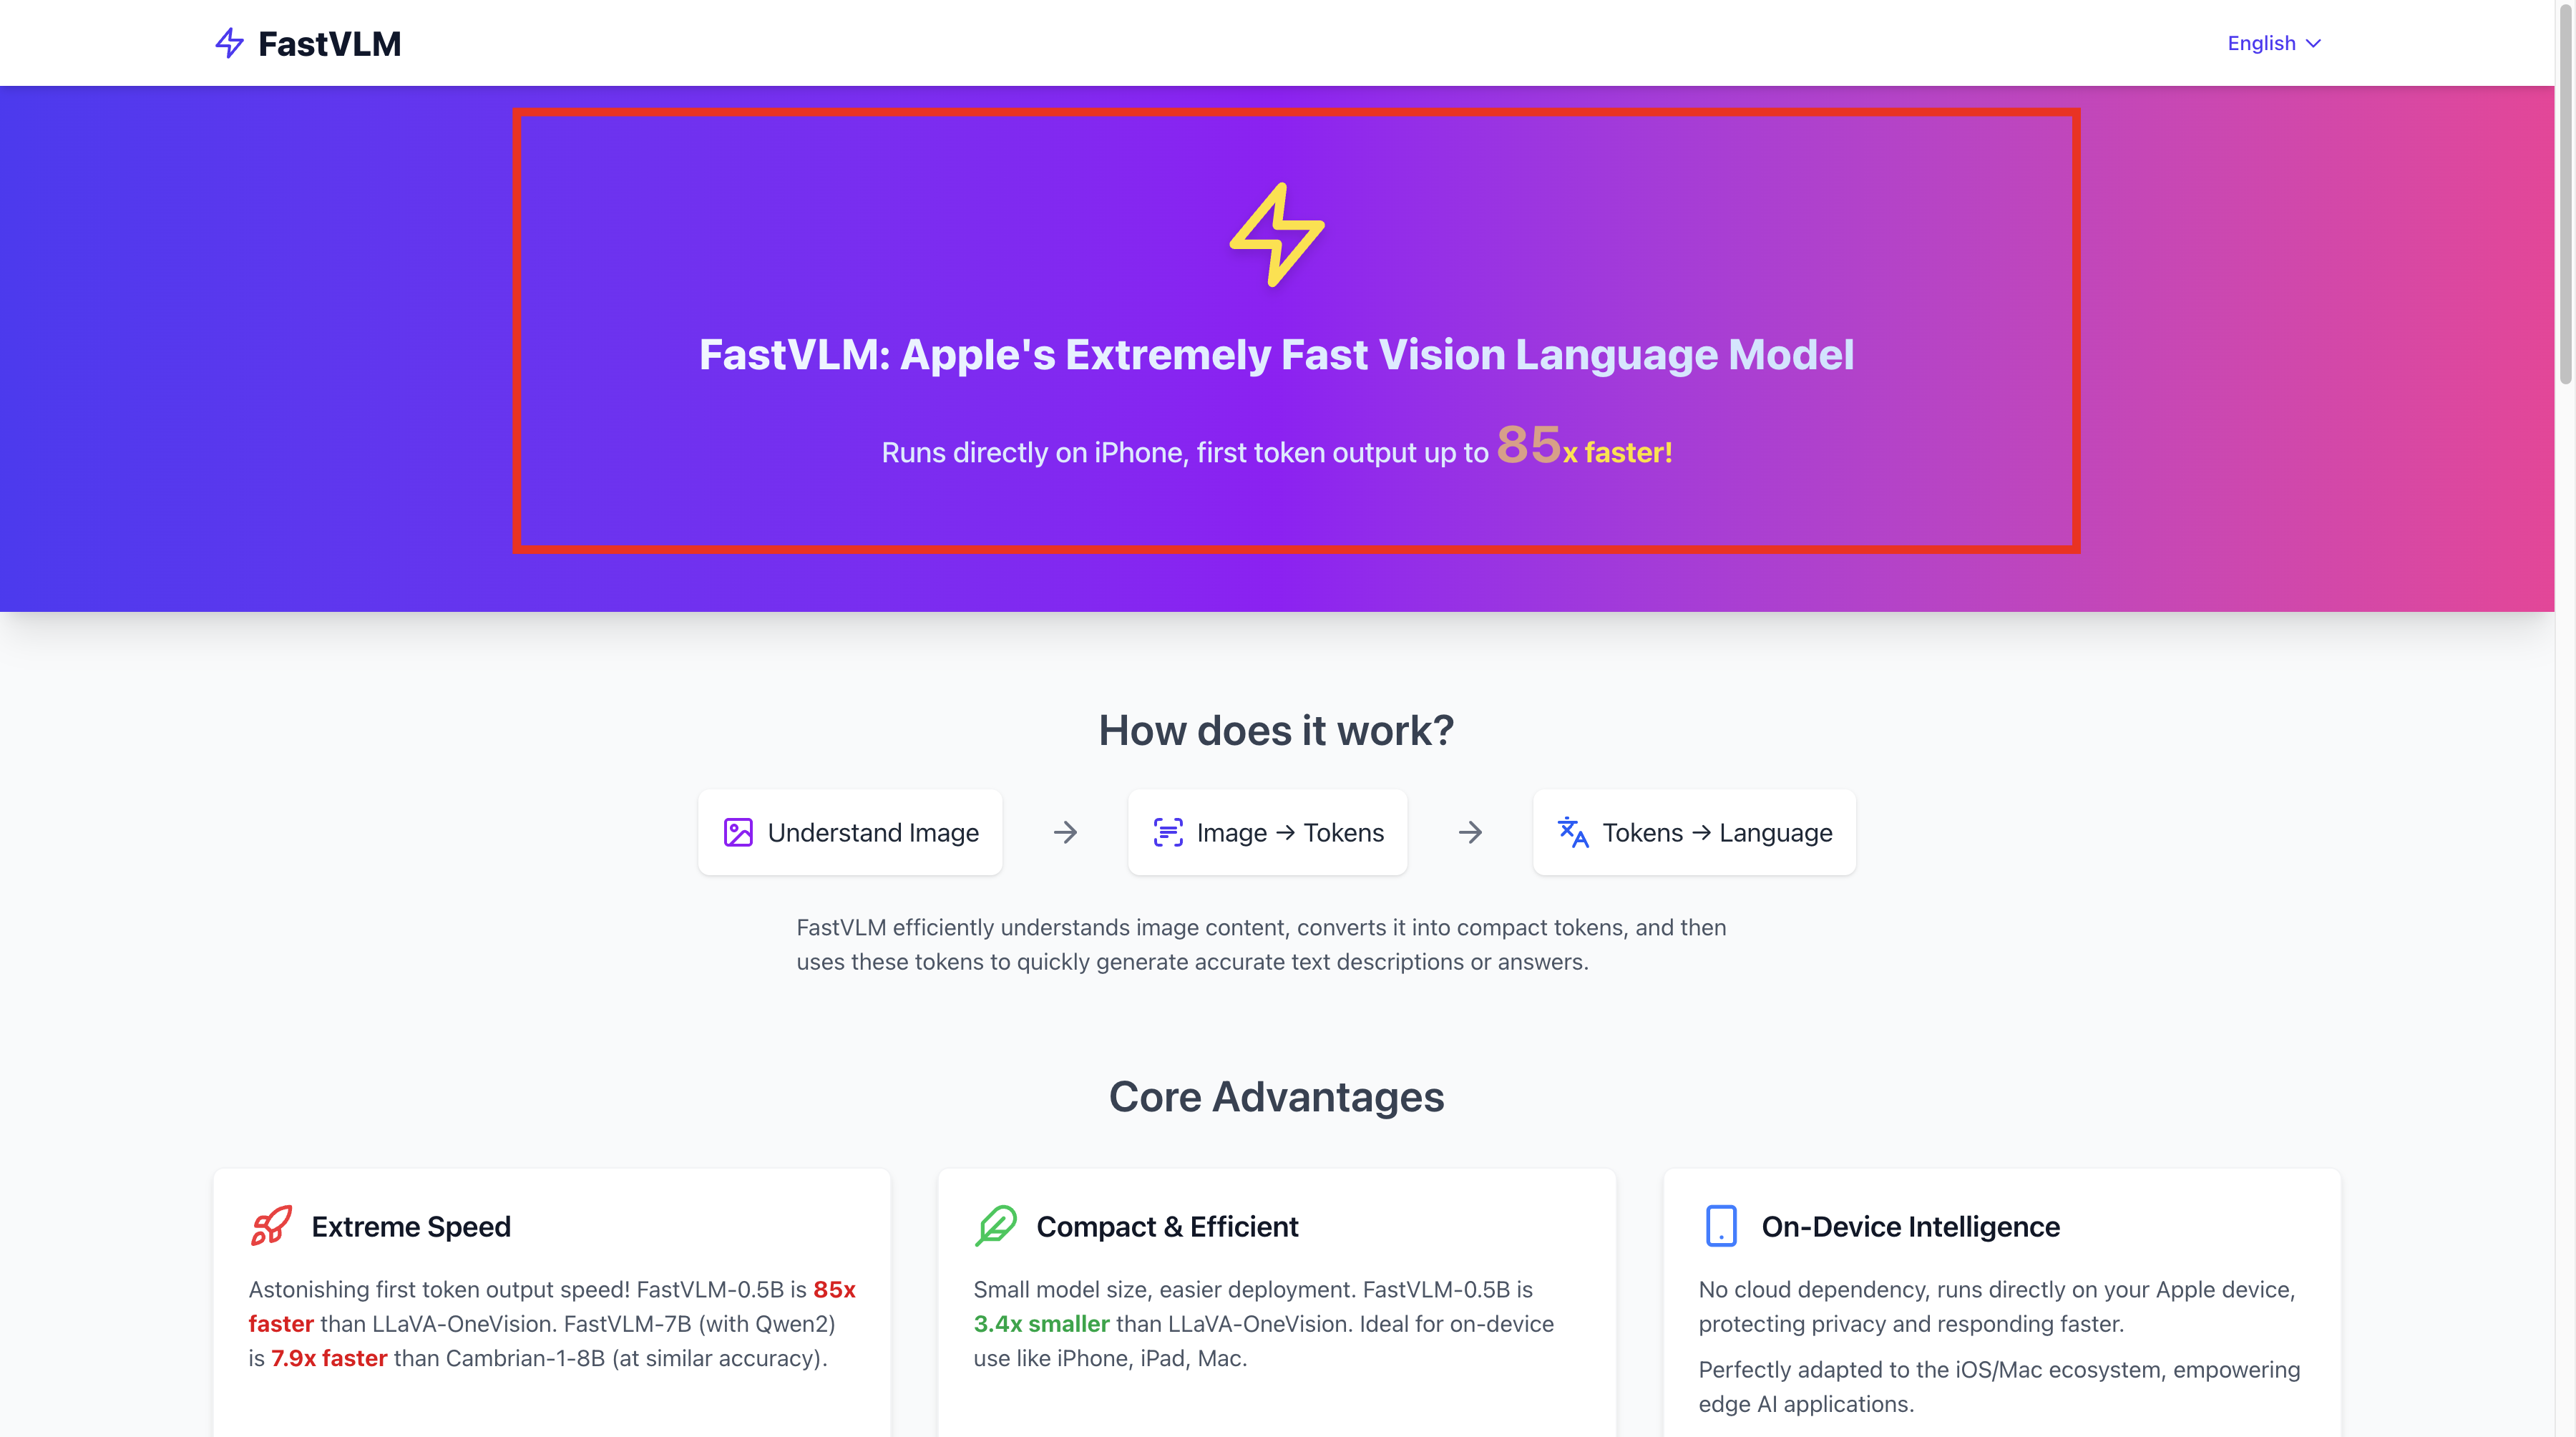 FastVLM
English
FastVLM: Apple's Extremely Fast Vision Language Model
Runs directly on iPhone, first token output up to 85x faster!
How does it work?
Understand Image → Image → Tokens → Tokens → Language
FastVLM efficiently understands image content, converts it into compact tokens, and then
uses these tokens to quickly generate accurate text descriptions or answers.
Core Advantages
Extreme Speed
Astonishing first token output speed! FastVLM-0.5B is 85x
faster than LLaVA-OneVision. FastVLM-7B (with Qwen2)
is 7.9x faster than Cambrian-1-8B (at similar accuracy).
Compact & Efficient
Small model size, easier deployment. FastVLM-0.5B is
3.4x smaller than LLaVA-OneVision. Ideal for on-device
use like iPhone, iPad, Mac.
On-Device Intelligence
No cloud dependency, runs directly on your Apple device,
protecting privacy and responding faster.
Perfectly adapted to the iOS/Mac ecosystem, empowering
edge AI applications.